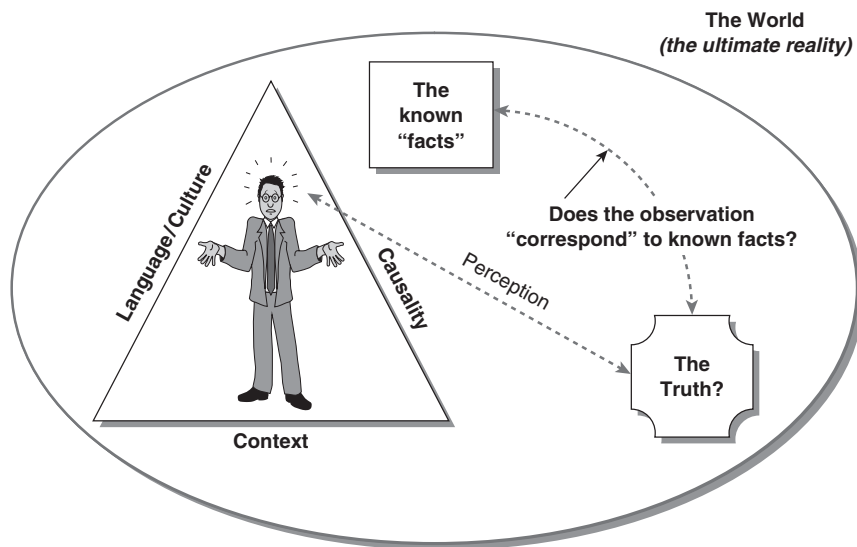 The World
(the ultimate reality)
The
known
“facts”
Language/Culture
Causality
Does the observation
“correspond” to known facts?
Perception
The
Truth?
Context